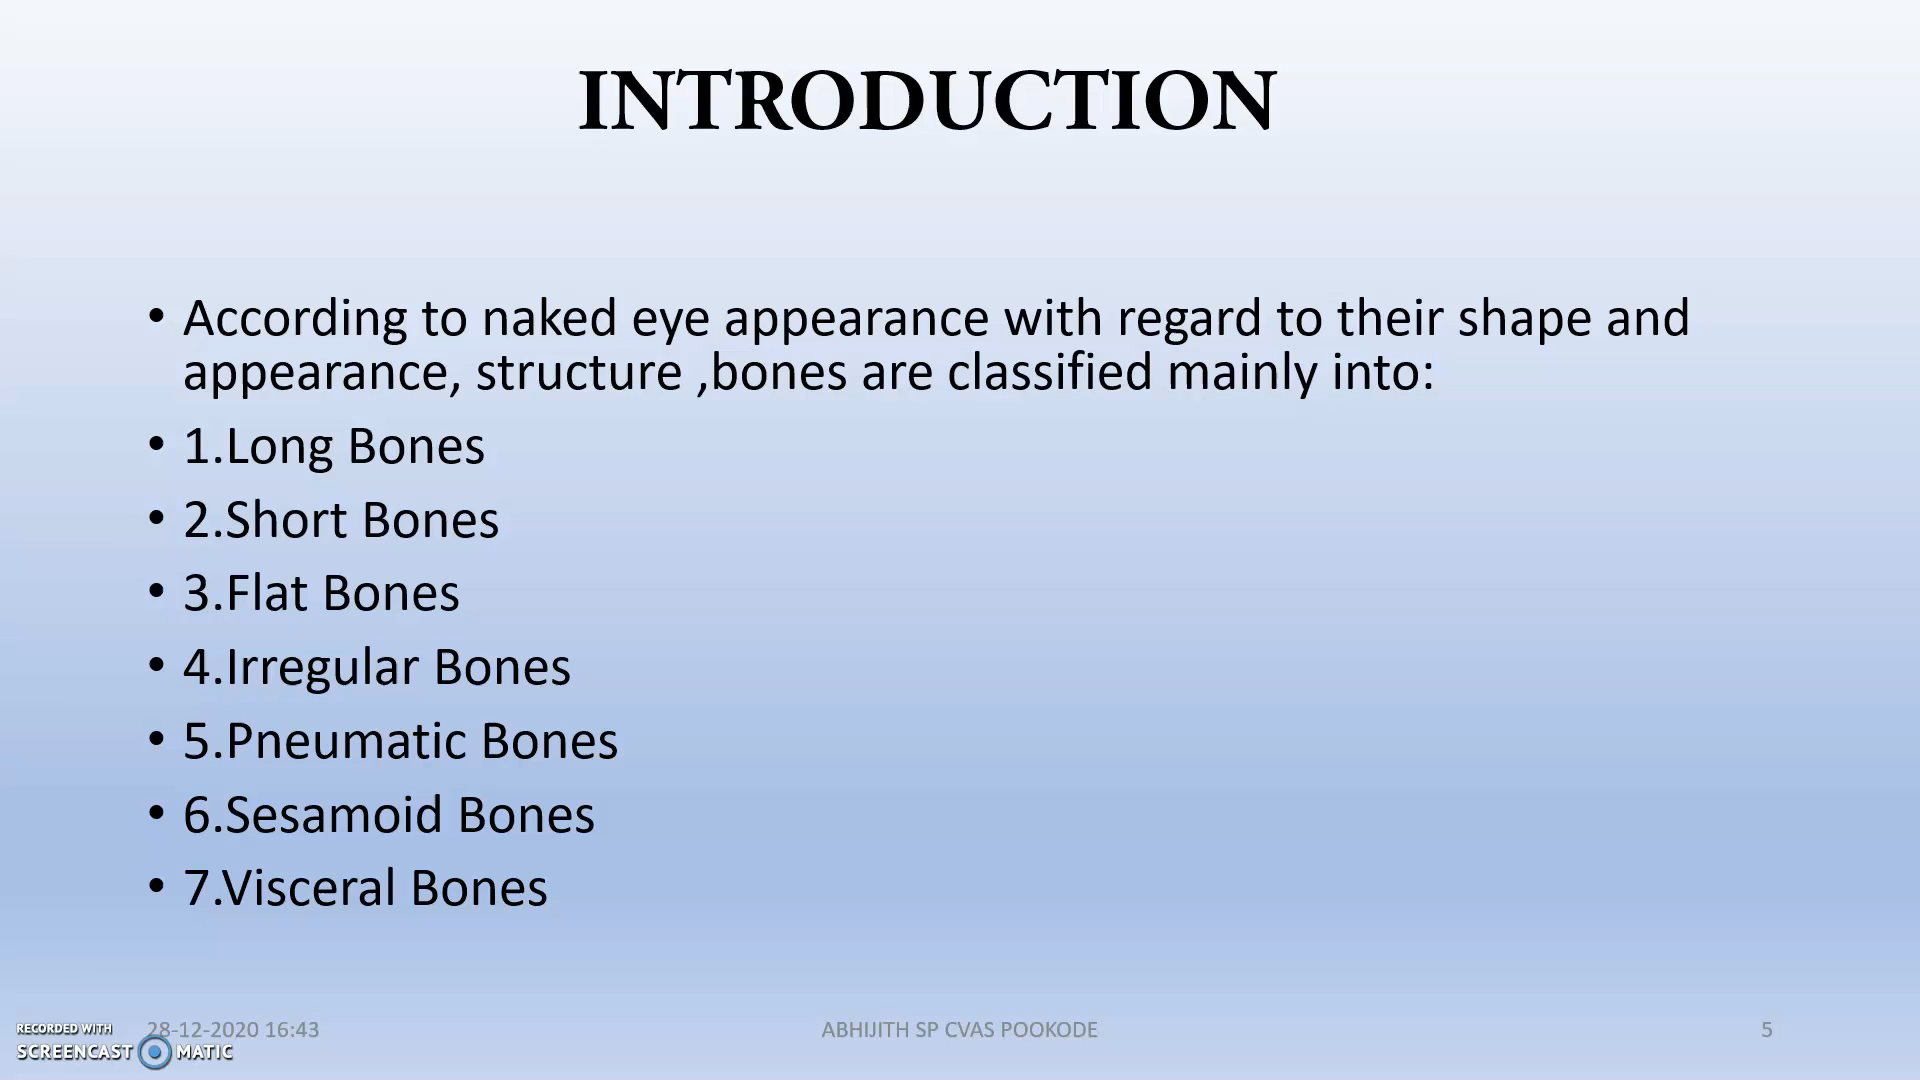 INTRODUCTION
• According to naked eye appearance with regard to their shape and
appearance, structure ,bones are classified mainly into:
• 1.Long Bones
• 2.Short Bones
• 3.Flat Bones
• 4.Irregular Bones
• 5.Pneumatic Bones
• 6.Sesamoid Bones
• 7.Visceral Bones
28-12-2020 16:43
ABHIJITH SP CVAS POOKODE
5
RECORDED WITH
SCREENCAST MATIC